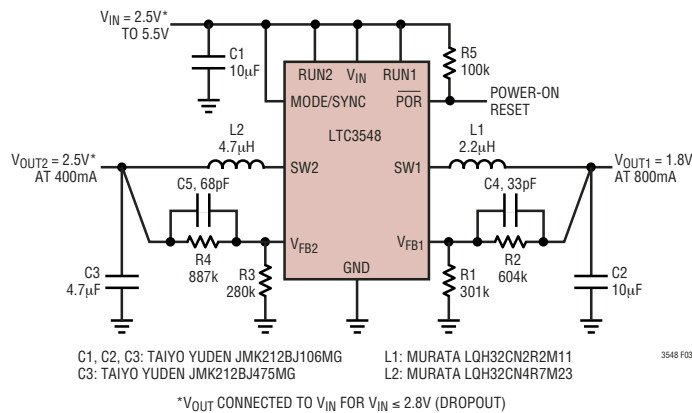 V_IN = 2.5V*
TO 5.5V
C1
10µF
RUN2 V_IN RUN1
R5
100k
MODE/SYNC
POR
POWER-ON
RESET
LTC3548
L2
4.7µH
L1
2.2µH
V_OUT2 = 2.5V*
AT 400mA
SW2
SW1
V_OUT1 = 1.8V
AT 800mA
C5, 68pF
C4, 33pF
V_FB2
V_FB1
R4
887k
R2
604k
GND
C3
4.7µF
R3
280k
R1
301k
C2
10µF
C1, C2, C3: TAIYO YUDEN JMK212BJ106MG
L1: MURATA LQH32CN2R2M11
3548 F03
C3: TAIYO YUDEN JMK212BJ475MG
L2: MURATA LQH32CN4R7M23
*V_OUT CONNECTED TO V_IN FOR V_IN ≤ 2.8V (DROPOUT)